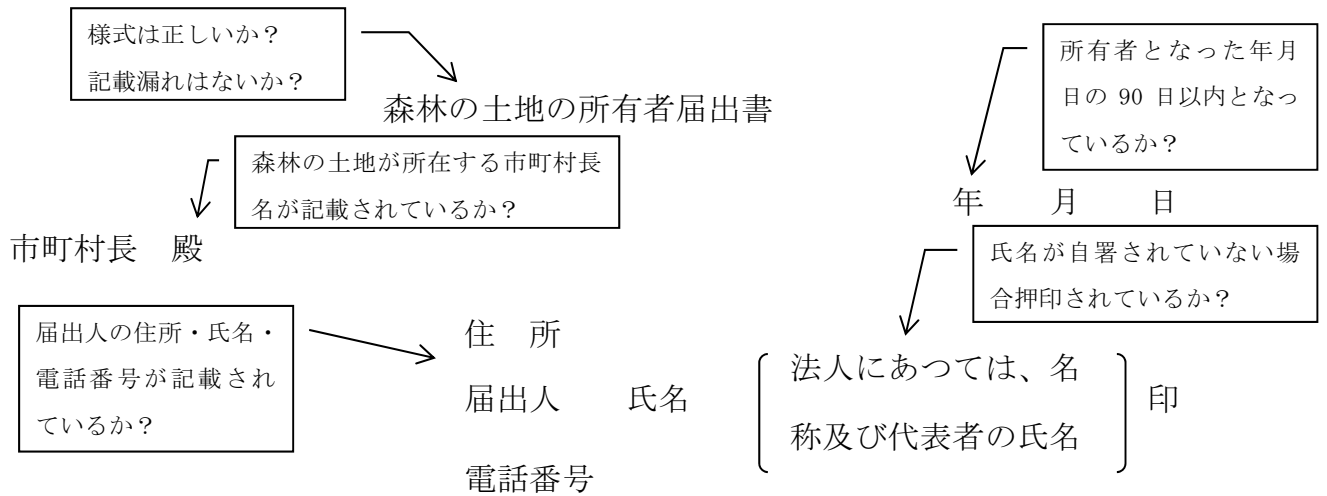 様式は正しいか？
記載漏れはないか？
所有者となった年月
日の 90 日以内となっ
ているか？
森林の土地の所有者届出書
森林の土地が所在する市町村長
名が記載されているか？
年　月　日
市町村長　殿
氏名が自署されていない場
合押印されているか？
届出人の住所・氏名・
電話番号が記載され
ているか？
住　所
届出人　氏名　法人にあつては、名
称及び代表者の氏名　印
電話番号